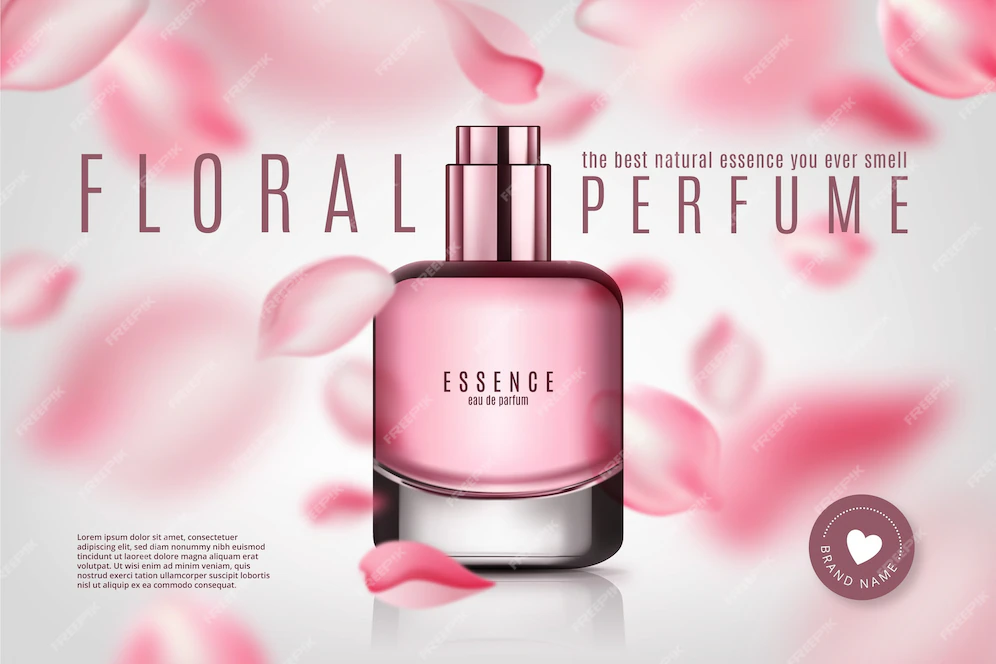 FLORAL
the best natural essence you ever smell
PERFUME
ESSENCE
eau de parfum
Lorem ipsum dolor sit amet, consectetuer
adipiscing elit, sed diam nonummy nibh euismod
tincidunt ut laoreet dolore magna aliquam erat
volutpat. Ut wisi enim ad minim veniam, quis
nostrud exerci tation ullamcorper suscipit lobortis
nisl ut aliquip ex ea commodo consequat.
BRAND NAME
FREEPIK